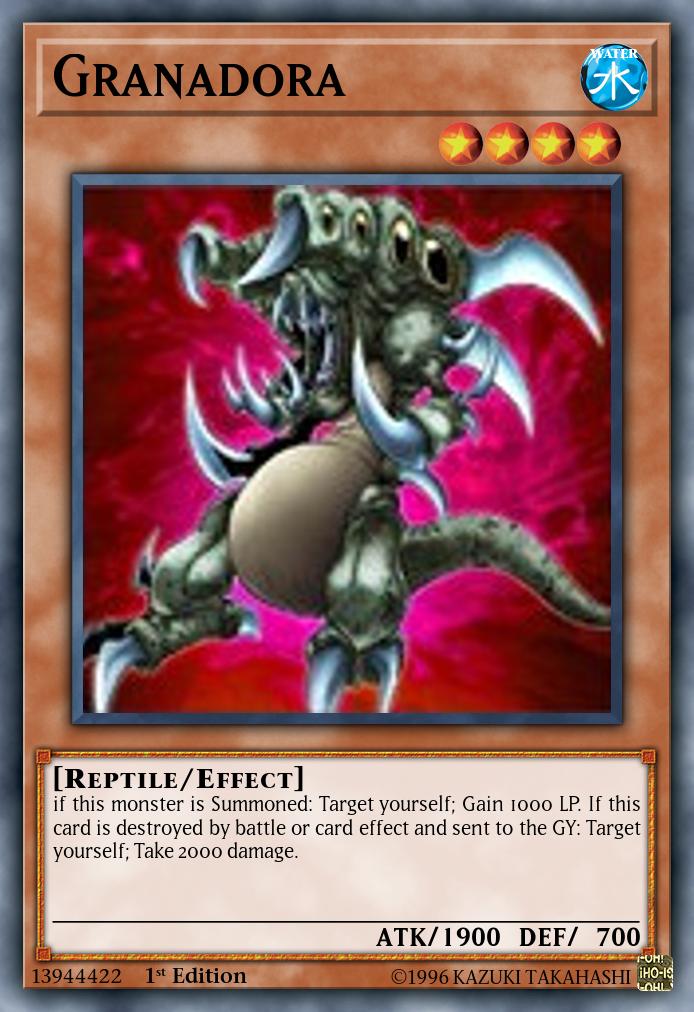 Granadora
WATER
水
[Reptile/Effect]
if this monster is Summoned: Target yourself; Gain 1000 LP. If this
card is destroyed by battle or card effect and sent to the GY: Target
yourself; Take 2000 damage.
ATK/1900 DEF/ 700
13944422 1st Edition ©1996 KAZUKI TAKAHASHI